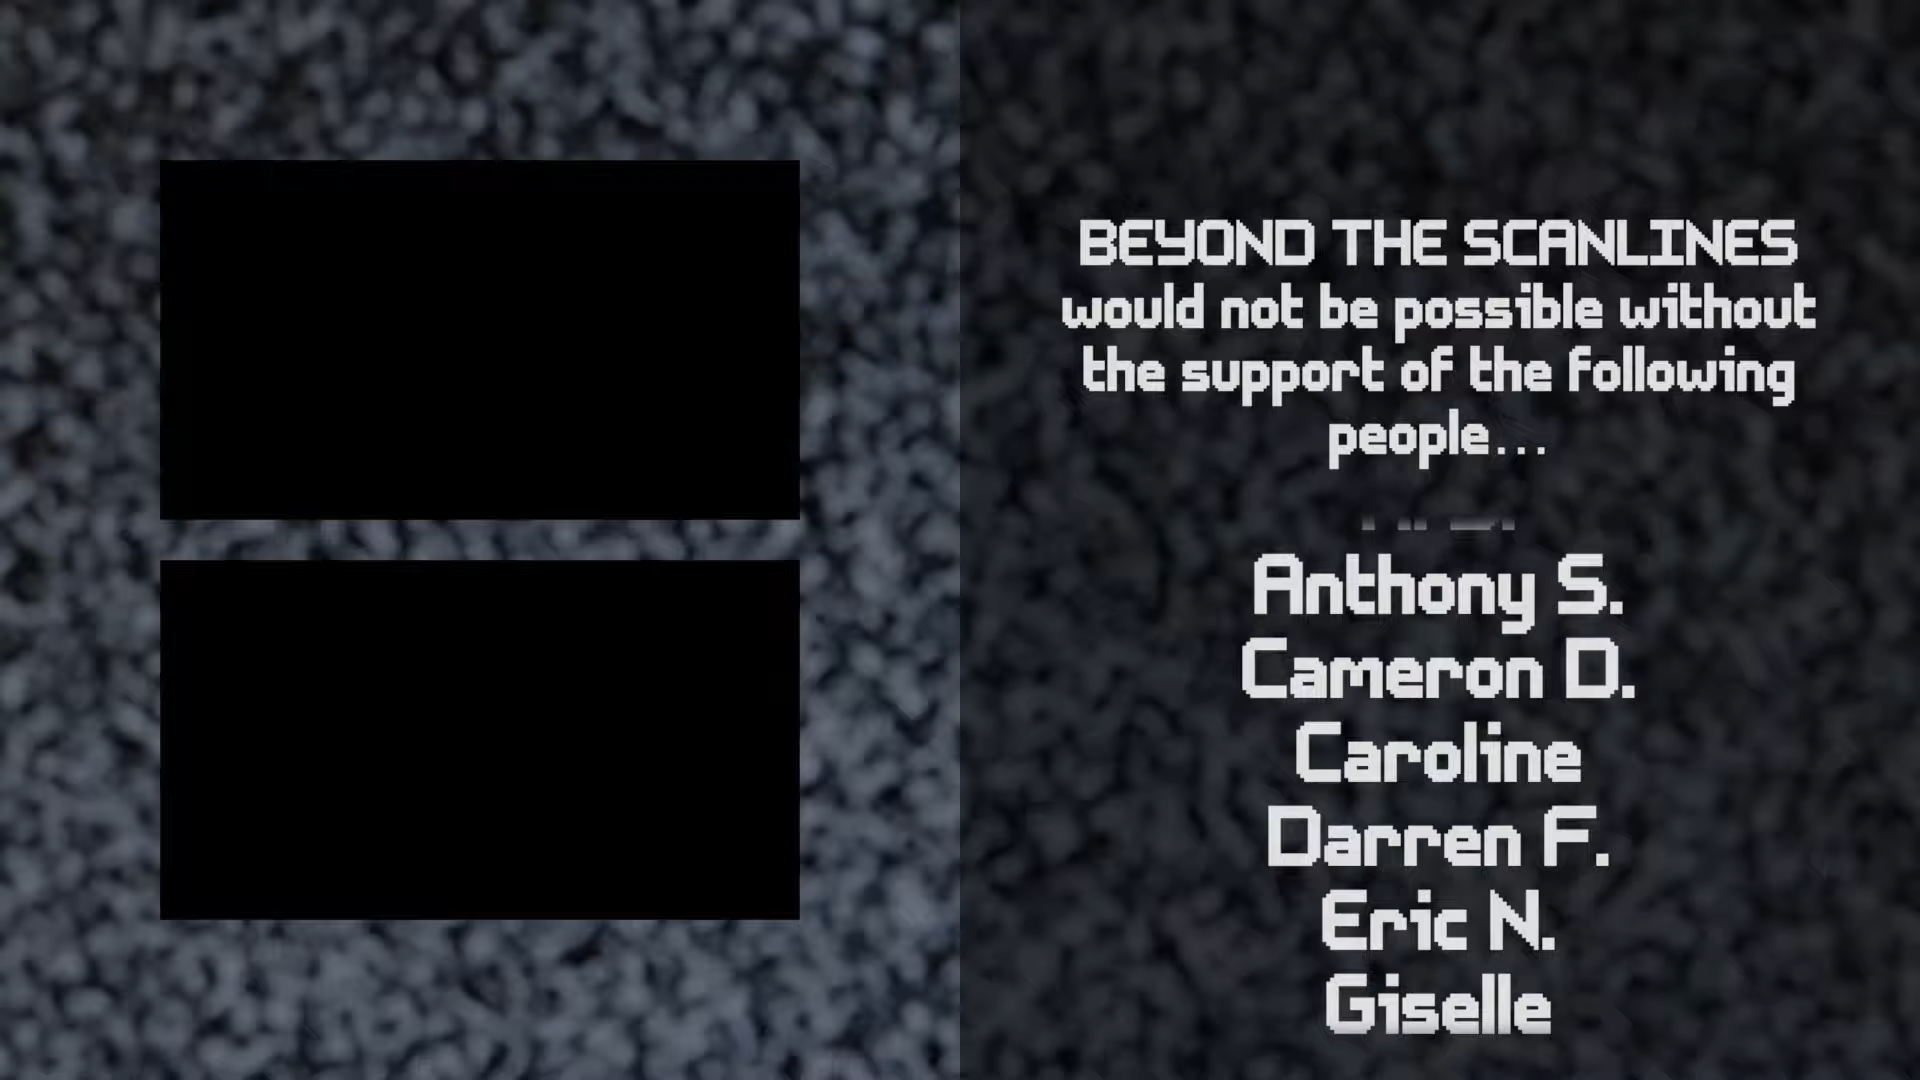 BEYOND THE SCANLINES
would not be possible without
the support of the following
people...
Anthony S.
Cameron D.
Caroline
Darren F.
Eric N.
Giselle